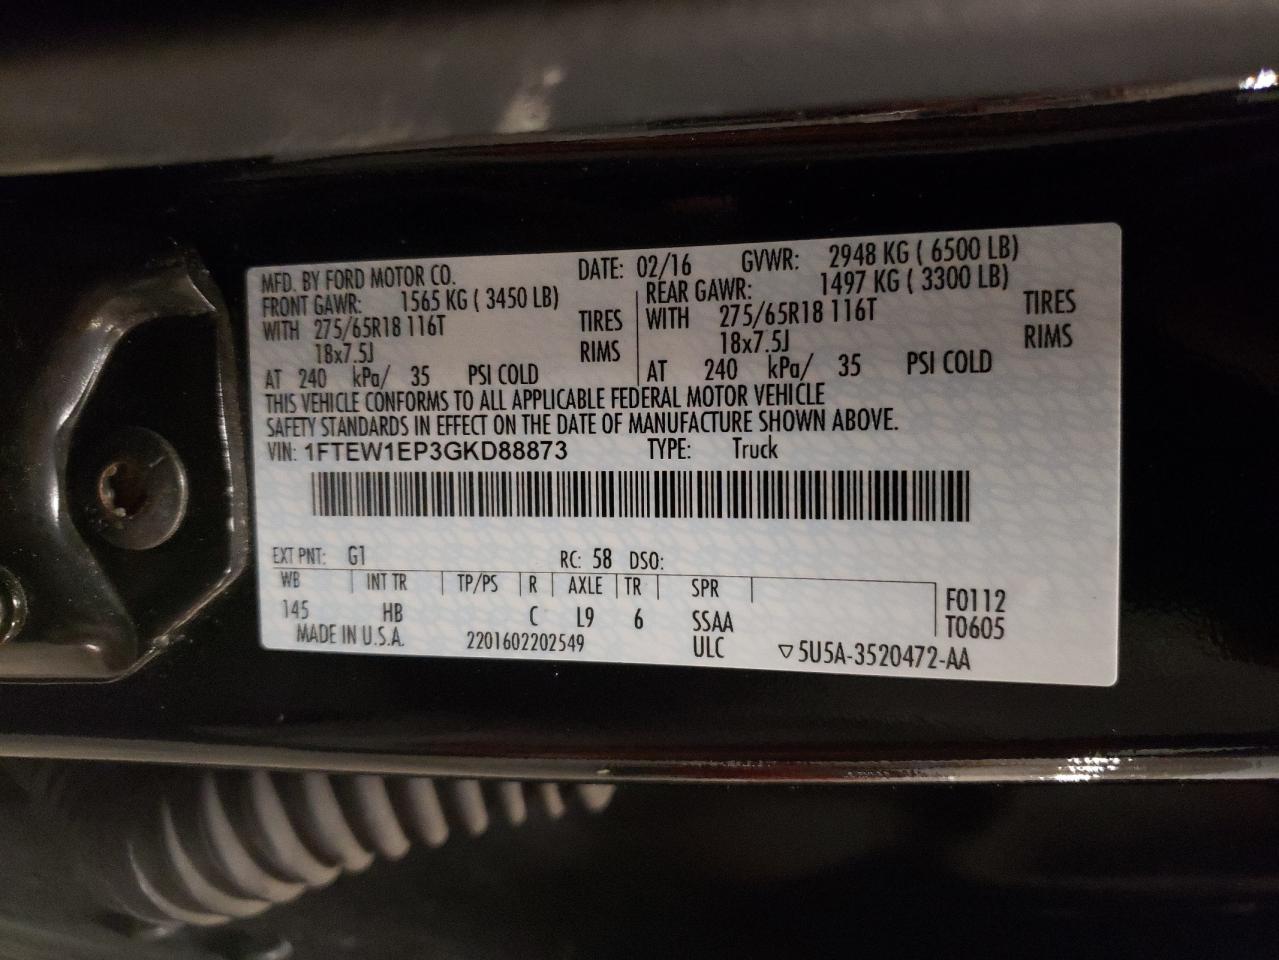 MFD. BY FORD MOTOR CO. DATE: 02/16 GVWR: 2948 KG ( 6500 LB)
FRONT GAWR: 1565 KG ( 3450 LB) REAR GAWR: 1497 KG ( 3300 LB)
WITH 275/65R18 116T TIRES WITH 275/65R18 116T TIRES
18x7.5J RIMS 18x7.5J RIMS
AT 240 kPa/ 35 PSI COLD AT 240 kPa/ 35 PSI COLD
THIS VEHICLE CONFORMS TO ALL APPLICABLE FEDERAL MOTOR VEHICLE
SAFETY STANDARDS IN EFFECT ON THE DATE OF MANUFACTURE SHOWN ABOVE.
VIN: 1FTEW1EP3GKD88873 TYPE: Truck
EXT PNT: G1 RC: 58 DSO:
WB INT TR TP/PS R AXLE TR SPR F0112
145 HB C L9 6 SSAA T0605
MADE IN U.S.A. 2201602202549 ULC ▽5U5A-3520472-AA